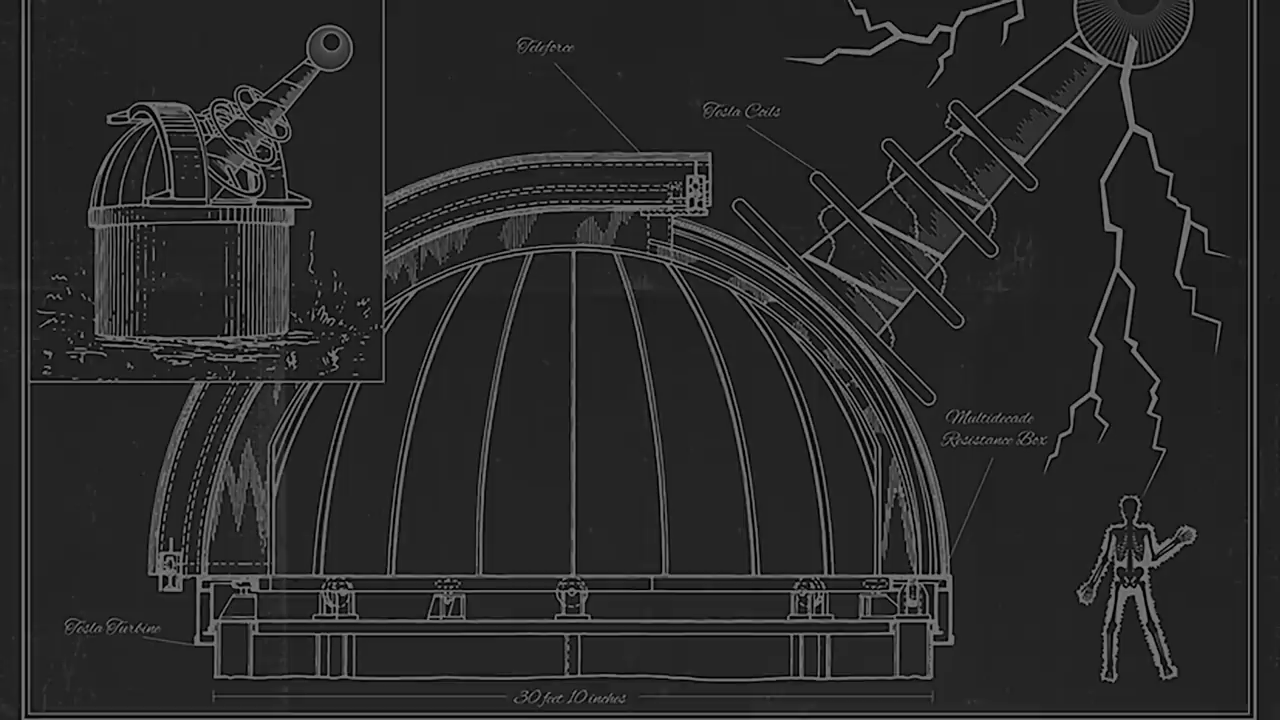 Teleforce
Tesla Coils
Multidecade
Resistance Box
Tesla Turbine
30 feet 10 inches